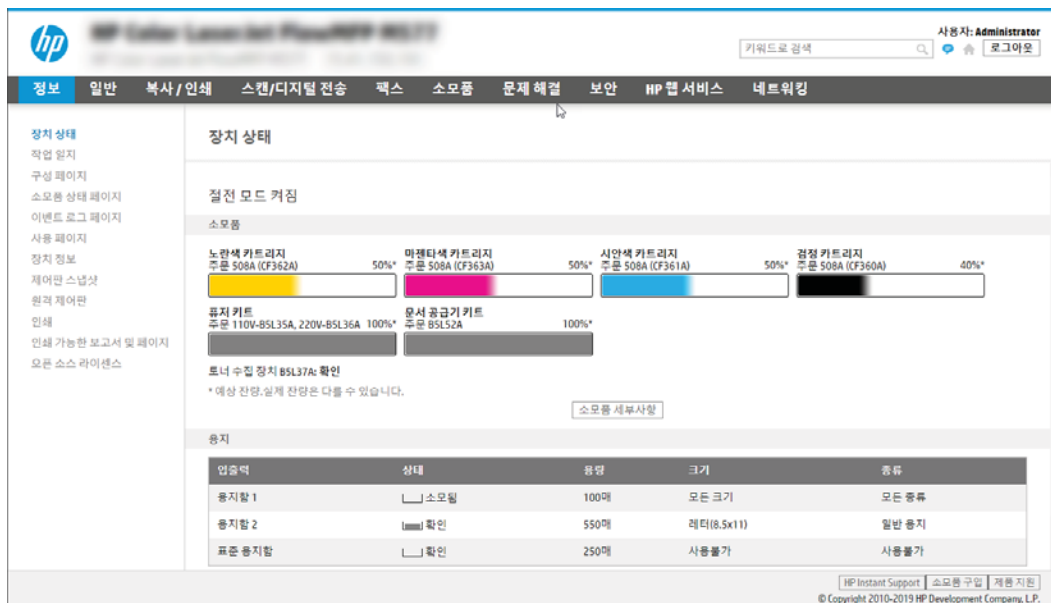 hp
사용자: Administrator
키워드로 검색
로그아웃
정보 일반 복사 / 인쇄 스캔/디지털 전송 팩스 소모품 문제 해결 보안 HP 웹 서비스 네트워킹
장치 상태
작업 일지
구성 페이지
소모품 상태 페이지
이벤트 로그 페이지
사용 페이지
장치 정보
제어판 스냅샷
원격 제어판
인쇄
인쇄 가능한 보고서 및 페이지
오픈 소스 라이센스
장치 상태
절전 모드 켜짐
소모품
노란색 카트리지 마젠타색 카트리지 시안색 카트리지 검정 카트리지
주문 508A (CF362A) 50%* 주문 508A (CF363A) 50%* 주문 508A (CF361A) 50%* 주문 508A (CF360A) 40%*
퓨저 키트 문서 공급기 키트
주문 110V-B5L35A, 220V-B5L36A 100%* 주문 B5L52A 100%*
토너 수집 장치 B5L37A: 확인
* 예상 잔량.실제 잔량은 다를 수 있습니다.
소모품 세부사항
용지
입출력 상태 용량 크기 종류
용지함 1 소모됨 100매 모든 크기 모든 종류
용지함 2 확인 550매 레터(8.5x11) 일반 용지
표준 용지함 확인 250매 사용불가 사용불가
HP Instant Support 소모품 구입 제품 지원
© Copyright 2010-2019 HP Development Company, L.P.